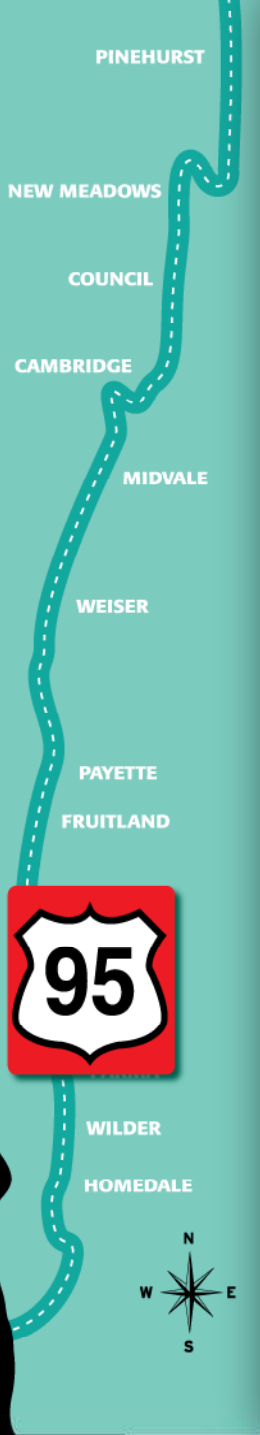 PINEHURST
NEW MEADOWS
COUNCIL
CAMBRIDGE
MIDVALE
WEISER
PAYETTE
FRUITLAND
95
WILDER
HOMEDALE
N
W E
S